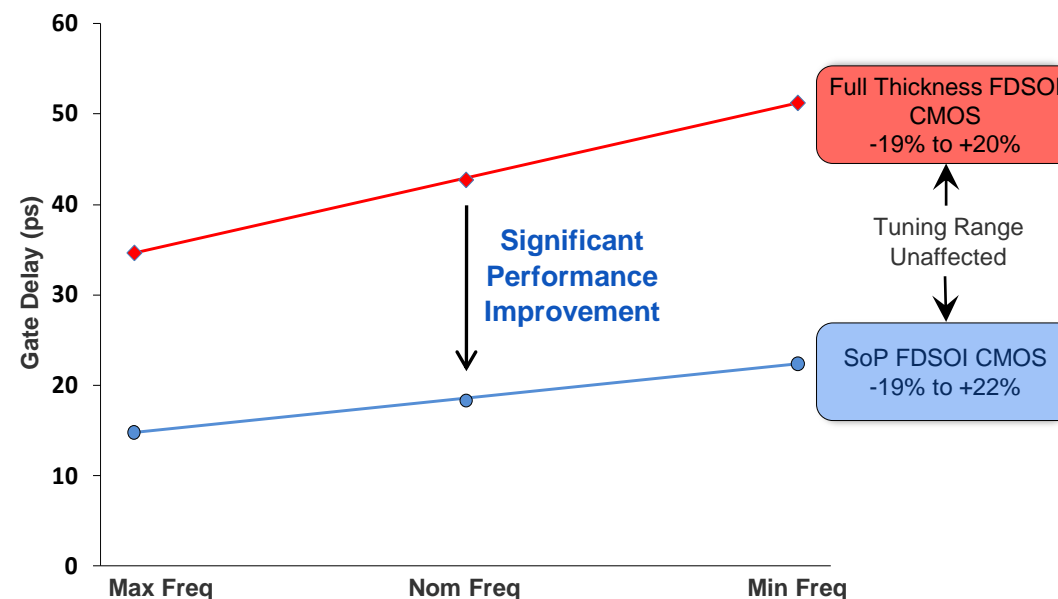 60
50
40
30
20
10
0
Gate Delay (ps)
Max Freq
Nom Freq
Min Freq
Significant
Performance
Improvement
Full Thickness FDSOI
CMOS
-19% to +20%
Tuning Range
Unaffected
SoP FDSOI CMOS
-19% to +22%